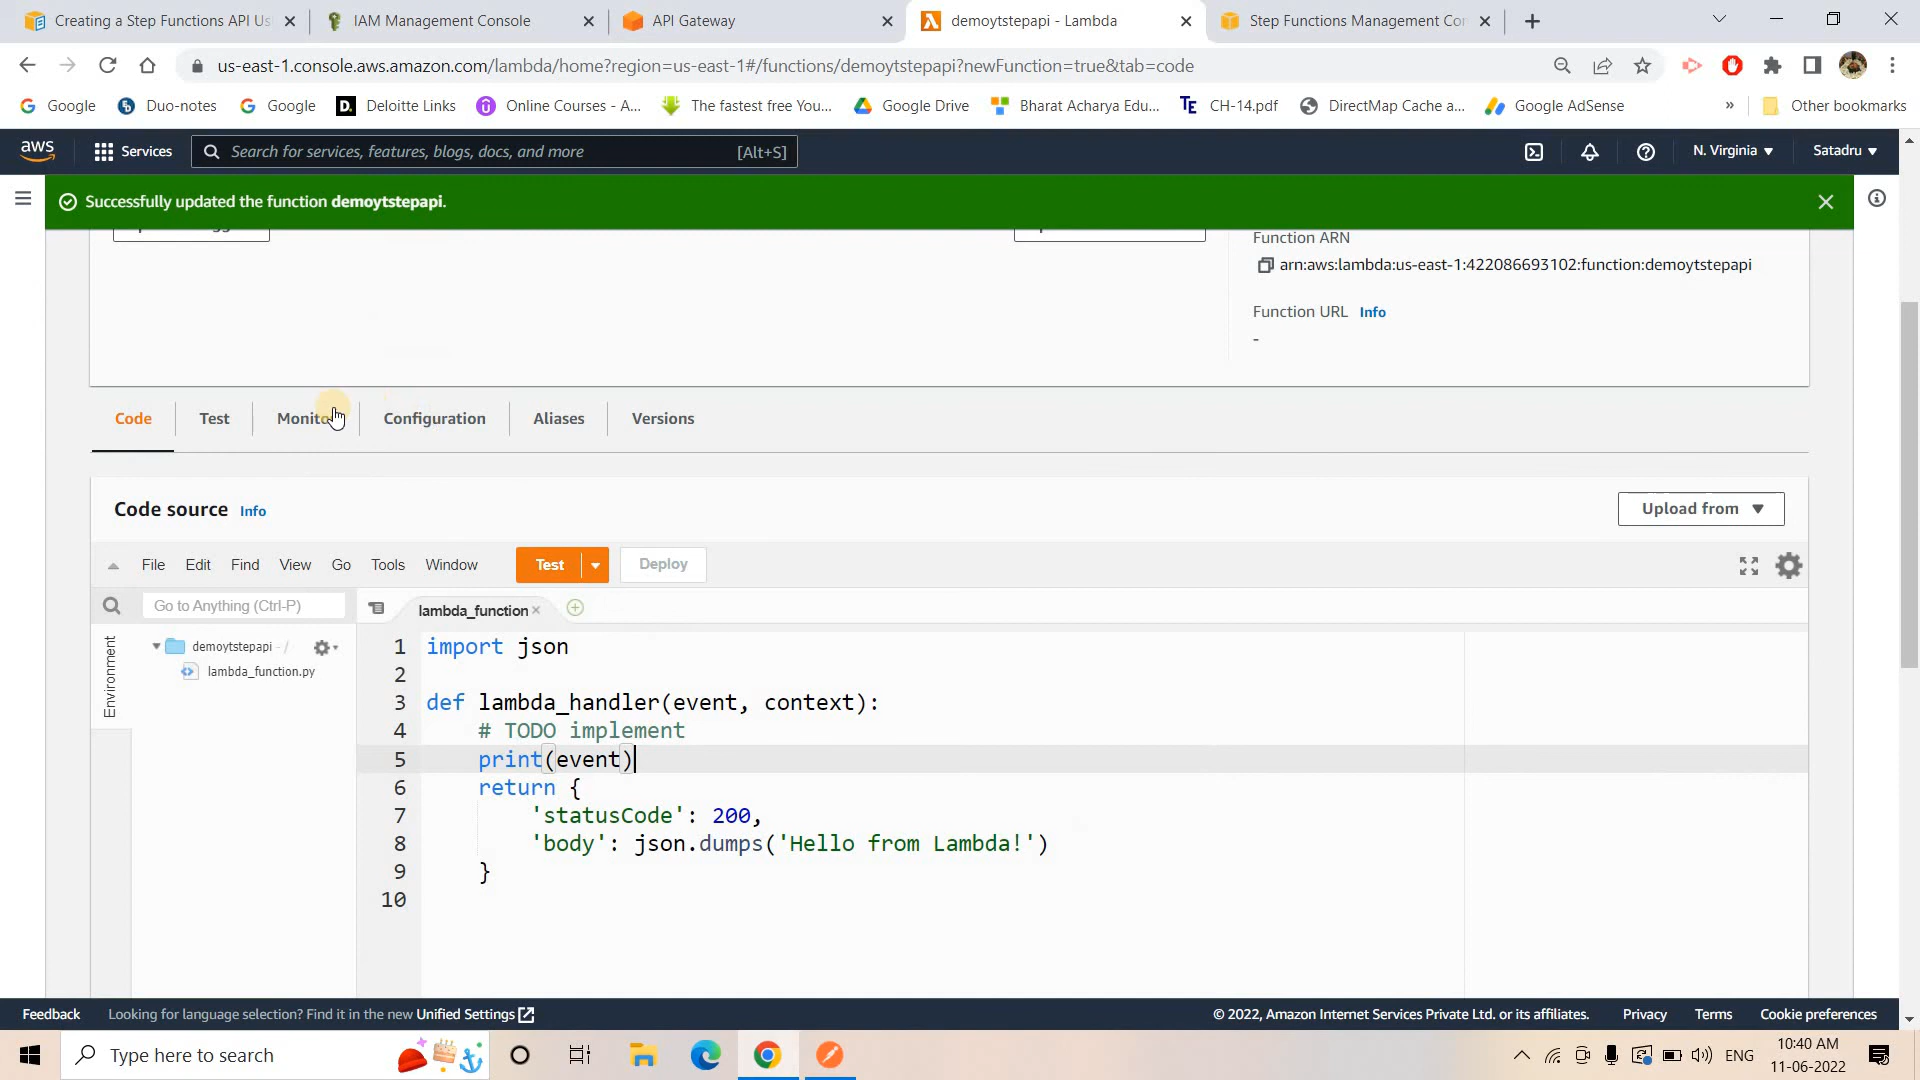 Creating a Step Functions API Us
IAM Management Console
API Gateway
demoytstepapi - Lambda
Step Functions Management Con
us-east-1.console.aws.amazon.com/lambda/home?region=us-east-1#/functions/demoytstepapi?newFunction=true&tab=code
Google
Duo-notes
Google
D. Deloitte Links
Online Courses - A...
The fastest free You...
Google Drive
Bharat Acharya Edu...
TE CH-14.pdf
DirectMap Cache a...
Google AdSense
»
Other bookmarks
aws
Services
Search for services, features, blogs, docs, and more
[Alt+S]
N. Virginia
Satadru
Successfully updated the function demoytstepapi.
Function ARN
arn:aws:lambda:us-east-1:422086693102:function:demoytstepapi
Function URL Info
-
Code
Test
Monito
Configuration
Aliases
Versions
Code source Info
Upload from
File
Edit
Find
View
Go
Tools
Window
Test
Deploy
Go to Anything (Ctrl-P)
lambda_function
Environment
demoytstepapi - /
lambda_function.py
1 import json
2
3 def lambda_handler(event, context):
4 # TODO implement
5 print(event)
6 return {
7 'statusCode': 200,
8 'body': json.dumps('Hello from Lambda!')
9 }
10
Feedback
Looking for language selection? Find it in the new Unified Settings
© 2022, Amazon Internet Services Private Ltd. or its affiliates.
Privacy
Terms
Cookie preferences
Type here to search
ENG
10:40 AM
11-06-2022